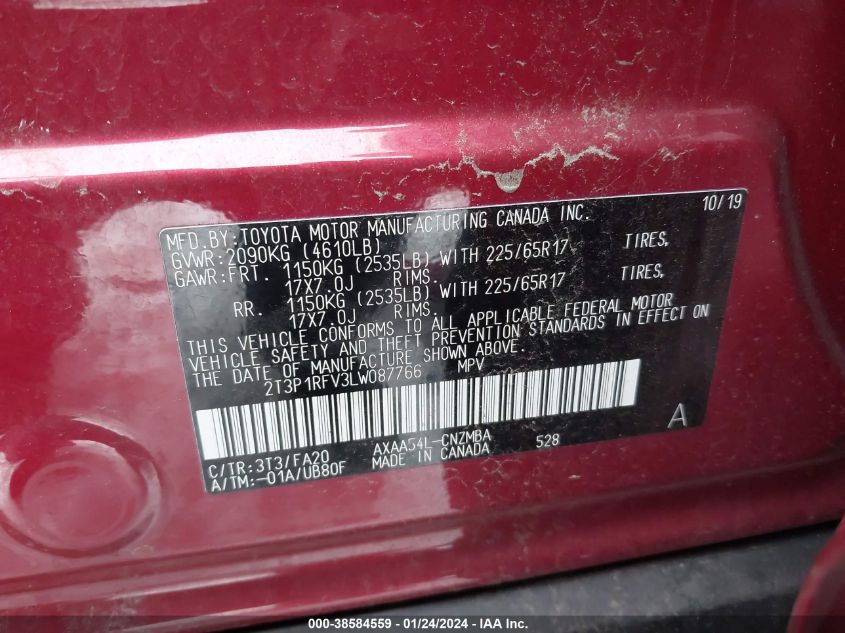 MFD.BY:TOYOTA MOTOR MANUFACTURING CANADA INC. 10/19
GVWR:2090KG (4610LB)
GAWR:FRT. 1150KG (2535LB) WITH 225/65R17 TIRES,
17X7.0J RIMS.
RR. 1150KG (2535LB) WITH 225/65R17 TIRES,
17X7.0J RIMS.
THIS VEHICLE CONFORMS TO ALL APPLICABLE FEDERAL MOTOR
VEHICLE SAFETY AND THEFT PREVENTION STANDARDS IN EFFECT ON
THE DATE OF MANUFACTURE SHOWN ABOVE.
2T3P1RFV3LW087766 MPV
A
C/TR:3T3/FA20 AXAA54L-CNZMBA 528
A/TM:-01A/UB80F MADE IN CANADA
000-38584559 - 01/24/2024 - IAA Inc.